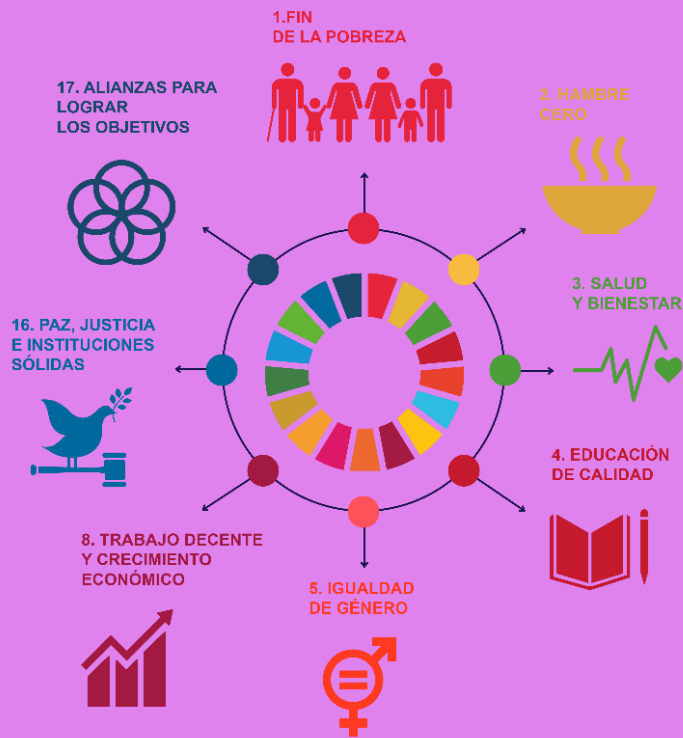 1.FIN
DE LA POBREZA
2. HAMBRE
CERO
3. SALUD
Y BIENESTAR
4. EDUCACIÓN
DE CALIDAD
5. IGUALDAD
DE GÉNERO
8. TRABAJO DECENTE
Y CRECIMIENTO
ECONÓMICO
16. PAZ, JUSTICIA
E INSTITUCIONES
SÓLIDAS
17. ALIANZAS PARA
LOGRAR
LOS OBJETIVOS